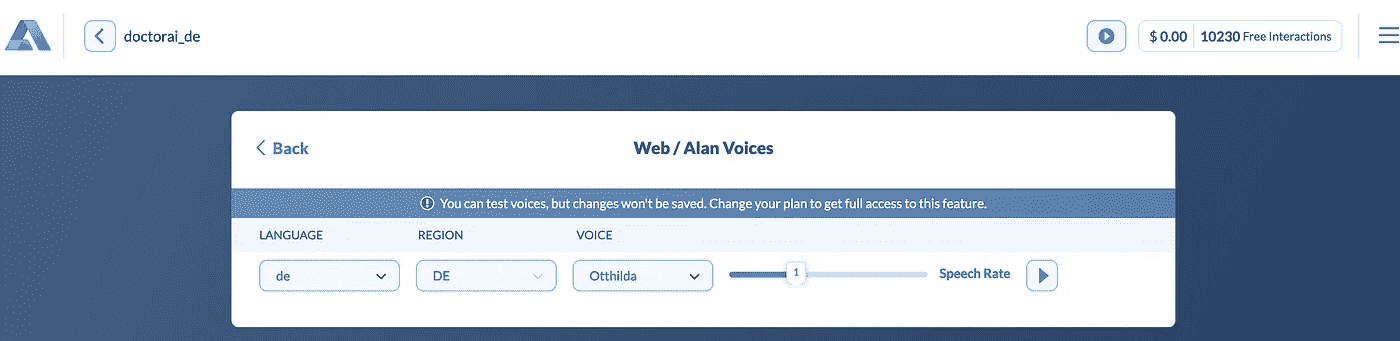 doctorai_de
$ 0.00 10230 Free Interactions
Back
Web / Alan Voices
You can test voices, but changes won't be saved. Change your plan to get full access to this feature.
LANGUAGE REGION VOICE
de DE Otthilda 1 Speech Rate